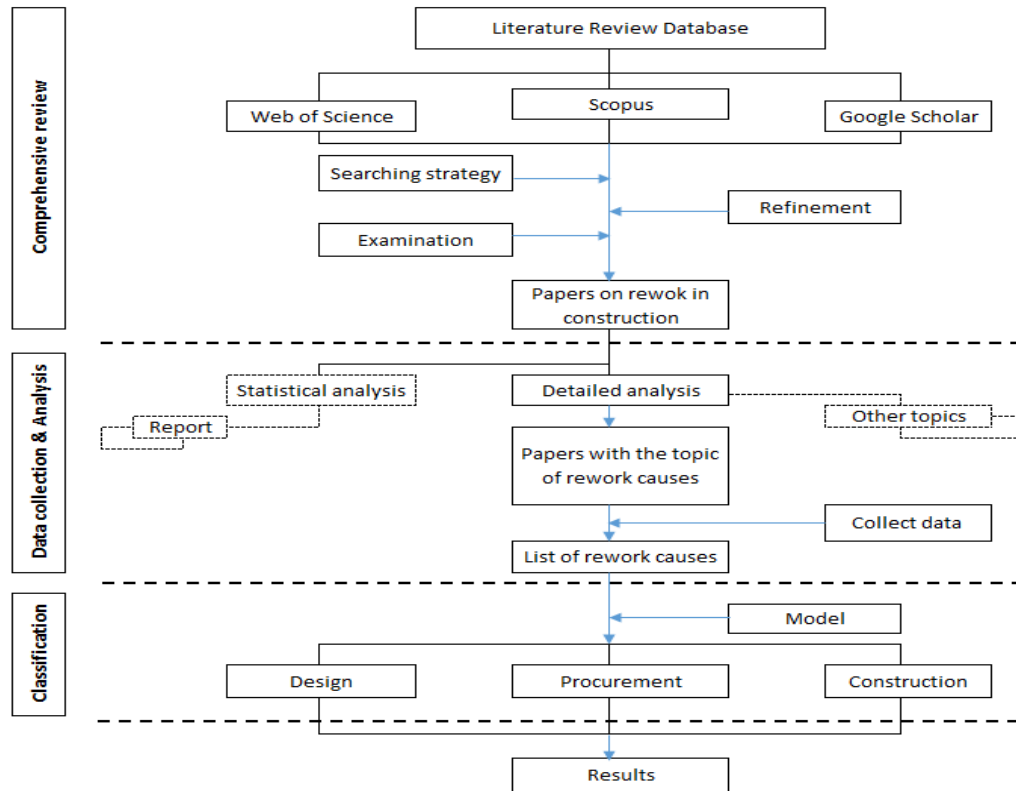 Comprehensive review
Literature Review Database
Web of Science
Scopus
Google Scholar
Searching strategy
Refinement
Examination
Papers on rewok in
construction
Data collection & Analysis
Statistical analysis
Detailed analysis
Report
Other topics
Papers with the topic
of rework causes
Collect data
List of rework causes
Classification
Model
Design
Procurement
Construction
Results